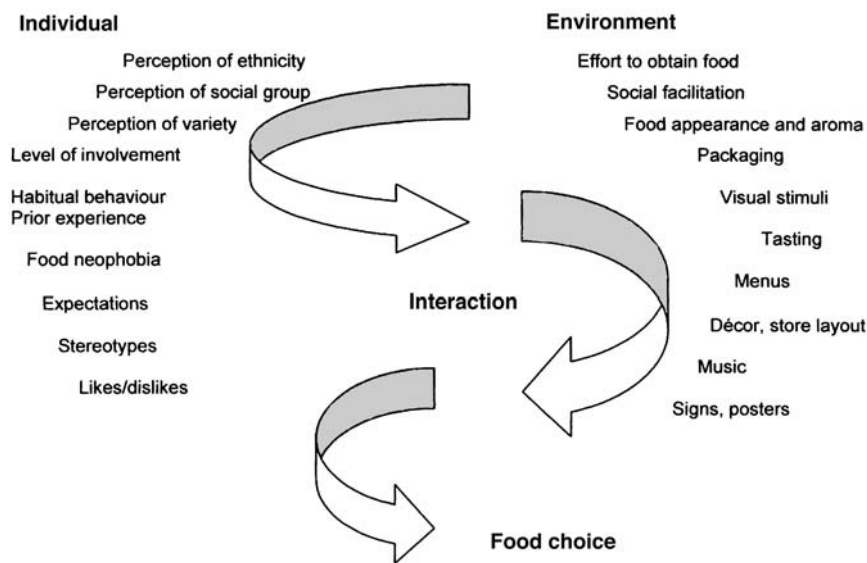 Individual
Perception of ethnicity
Perception of social group
Perception of variety
Level of involvement
Habitual behaviour
Prior experience
Food neophobia
Expectations
Stereotypes
Likes/dislikes
Environment
Effort to obtain food
Social facilitation
Food appearance and aroma
Packaging
Visual stimuli
Tasting
Menus
Décor, store layout
Music
Signs, posters
Interaction
Food choice